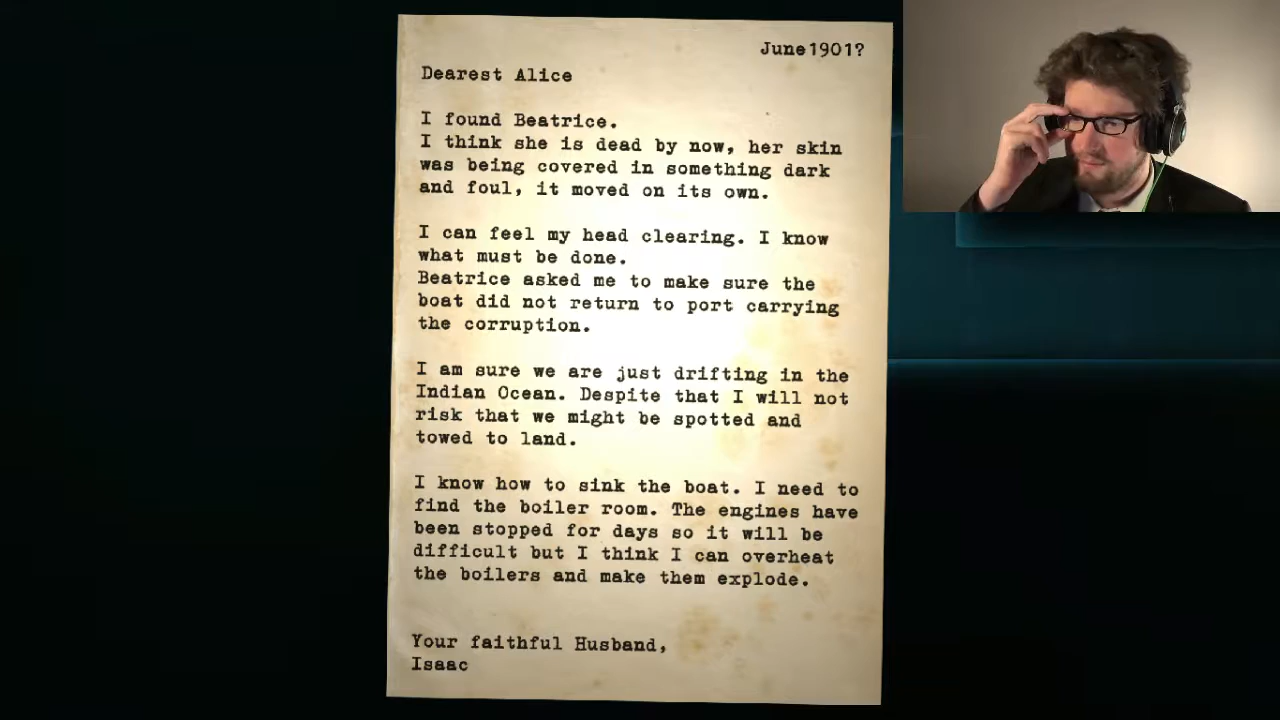 June1901?
Dearest Alice
I found Beatrice.
I think she is dead by now, her skin
was being covered in something dark
and foul, it moved on its own.
I can feel my head clearing. I know
what must be done.
Beatrice asked me to make sure the
boat did not return to port carrying
the corruption.
I am sure we are just drifting in the
Indian Ocean. Despite that I will not
risk that we might be spotted and
towed to land.
I know how to sink the boat. I need to
find the boiler room. The engines have
been stopped for days so it will be
difficult but I think I can overheat
the boilers and make them explode.
Your faithful Husband,
Isaac